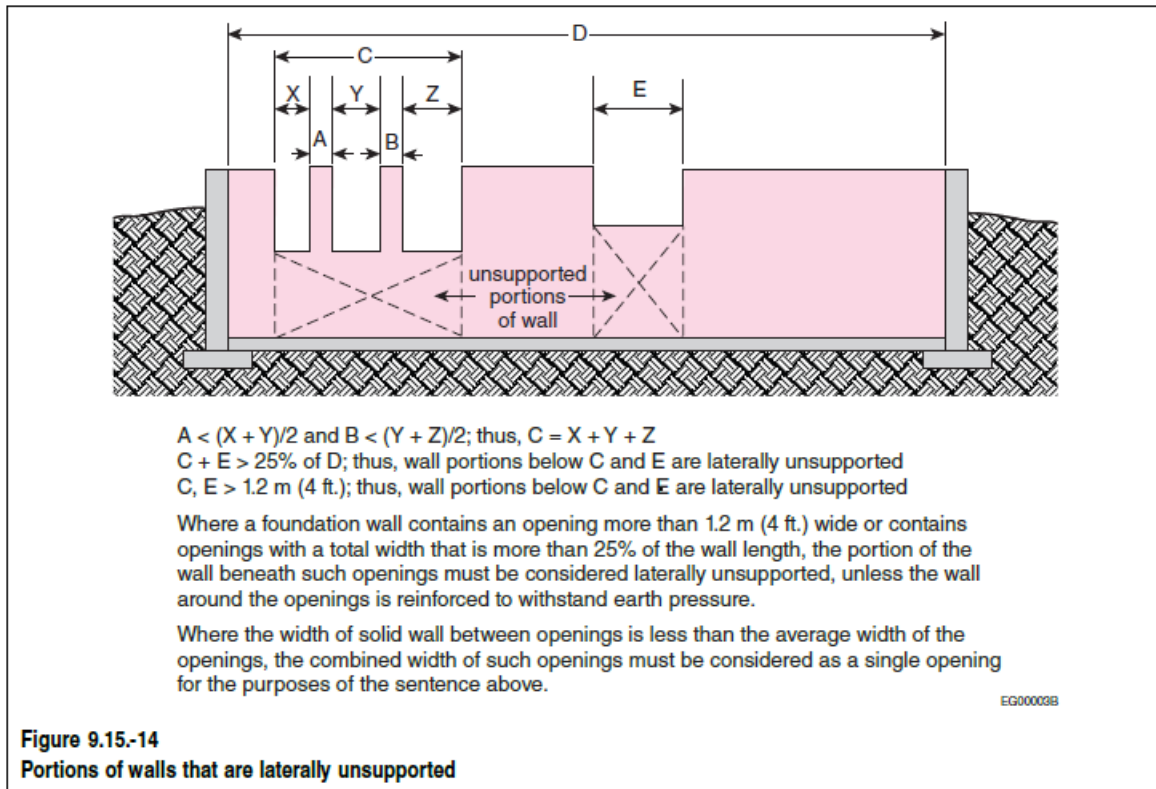 D
C
X Y Z E
A B
unsupported
portions
of wall
A < (X + Y)/2 and B < (Y + Z)/2; thus, C = X + Y + Z
C + E > 25% of D; thus, wall portions below C and E are laterally unsupported
C, E > 1.2 m (4 ft.); thus, wall portions below C and E are laterally unsupported
Where a foundation wall contains an opening more than 1.2 m (4 ft.) wide or contains
openings with a total width that is more than 25% of the wall length, the portion of the
wall beneath such openings must be considered laterally unsupported, unless the wall
around the openings is reinforced to withstand earth pressure.
Where the width of solid wall between openings is less than the average width of the
openings, the combined width of such openings must be considered as a single opening
for the purposes of the sentence above.
EG00003B
Figure 9.15.-14
Portions of walls that are laterally unsupported